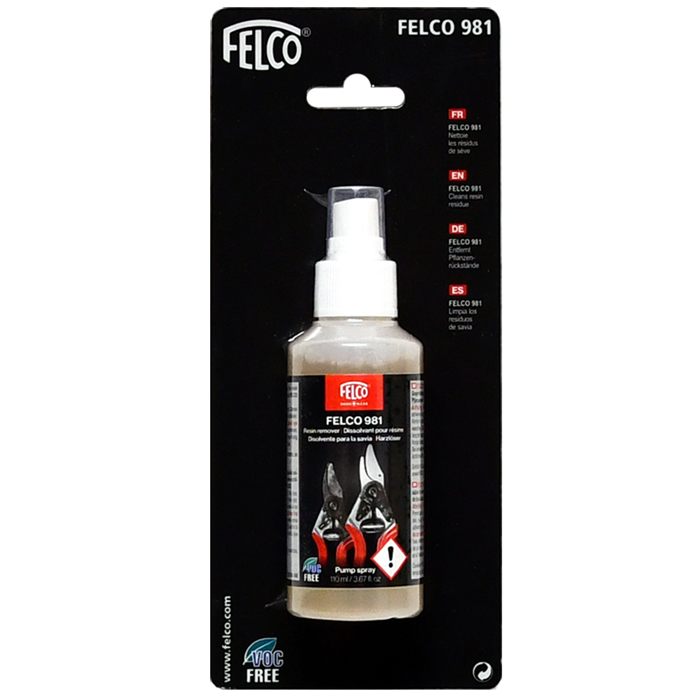 FELCO®
FELCO 981
FR
FELCO 981
Nettoie
les résidus
de sève
EN
FELCO 981
Cleans resin
residue
DE
FELCO 981
Entfernt
Pflanzen-
rückstände
ES
FELCO 981
Limpia los
residuos
de savia
FELCO®
SWISS MADE
FELCO 981
Resin remover · Dissolvant pour résine
Disolvente para la savia · Harzlöser
VOC
FREE
Pump spray
110 ml / 3.67 fl oz
!
www.felco.com
VOC
FREE